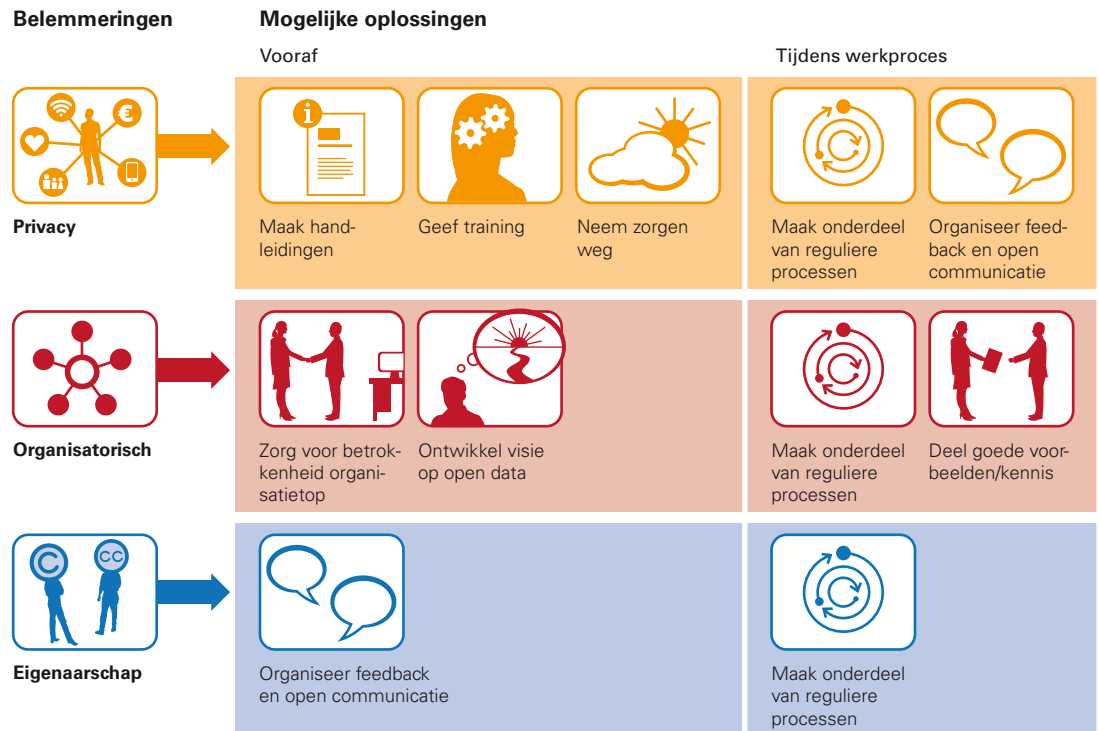 Belemmeringen
Mogelijke oplossingen
Vooraf
Tijdens werkproces
€
i
Privacy
Maak hand-
leidingen
Geef training
Neem zorgen
weg
Maak onderdeel
van reguliere
processen
Organiseer feed-
back en open
communicatie
Organisatorisch
Zorg voor betrok-
kenheid organi-
satietop
Ontwikkel visie
op open data
Maak onderdeel
van reguliere
processen
Deel goede voor-
beelden/kennis
C
CC
Eigenaarschap
Organiseer feedback
en open communicatie
Maak onderdeel
van reguliere
processen